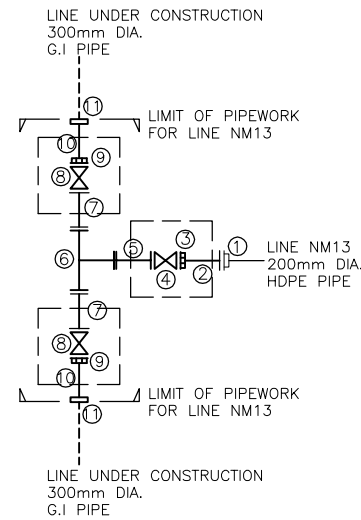 LINE UNDER CONSTRUCTION
300mm DIA.
G.I PIPE
11
LIMIT OF PIPEWORK
FOR LINE NM13
10
9
8
7
3
1
5
6
4
2
LINE NM13
200mm DIA.
HDPE PIPE
7
8
9
10
LIMIT OF PIPEWORK
FOR LINE NM13
11
LINE UNDER CONSTRUCTION
300mm DIA.
G.I PIPE